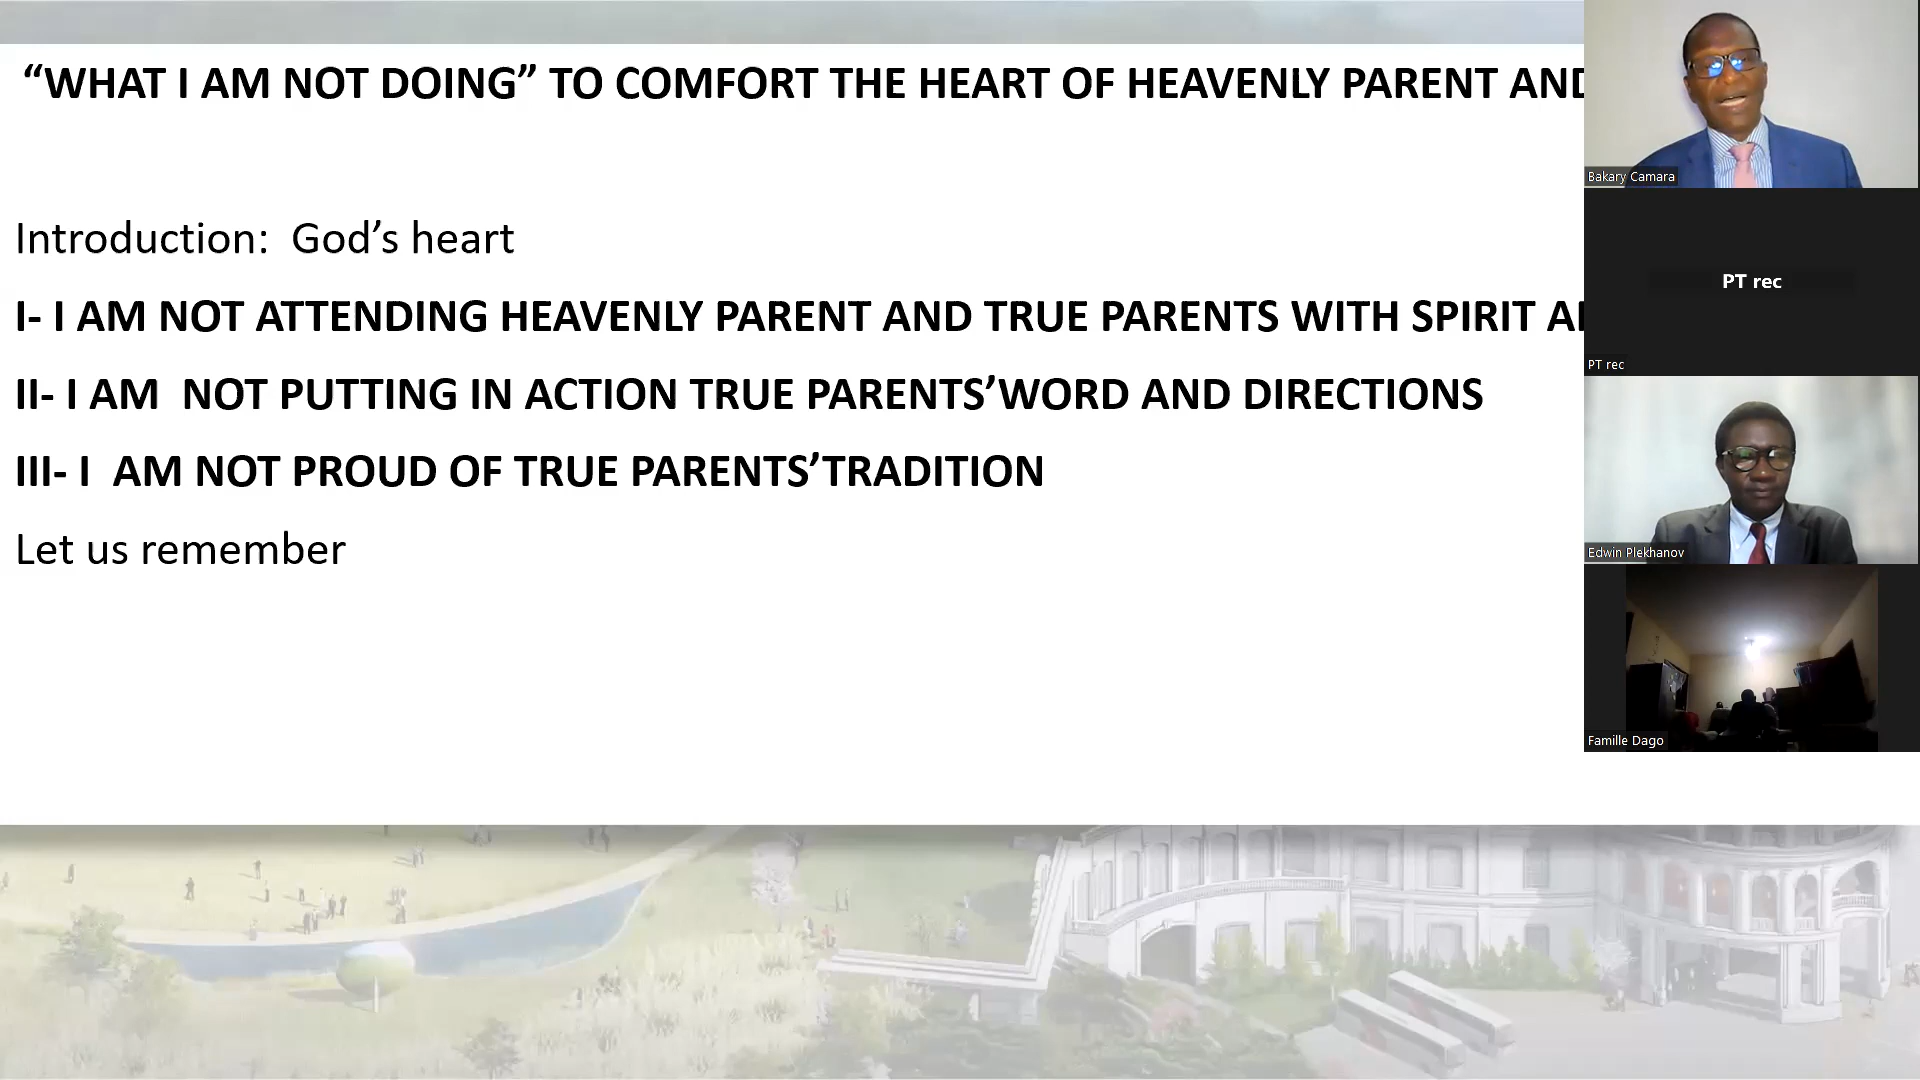 “WHAT I AM NOT DOING” TO COMFORT THE HEART OF HEAVENLY PARENT AND
Introduction:  God’s heart
I- I AM NOT ATTENDING HEAVENLY PARENT AND TRUE PARENTS WITH SPIRIT
II- I AM  NOT PUTTING IN ACTION TRUE PARENTS’WORD AND DIRECTIONS
III- I  AM NOT PROUD OF TRUE PARENTS’TRADITION
Let us remember
Bakary Camara
PT rec
PT rec
Edwin Plekhanov
Famille Dago